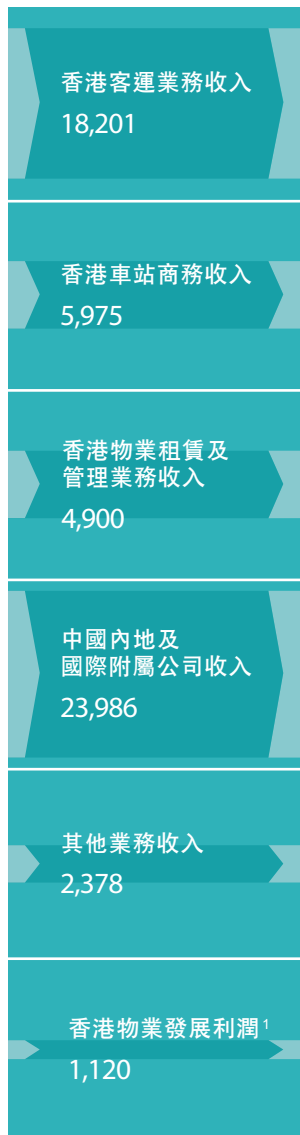 香港客運業務收入
18,201
香港車站商務收入
5,975
香港物業租賃及
管理業務收入
4,900
中國內地及
國際附屬公司收入
23,986
其他業務收入
2,378
香港物業發展利潤1
1,120